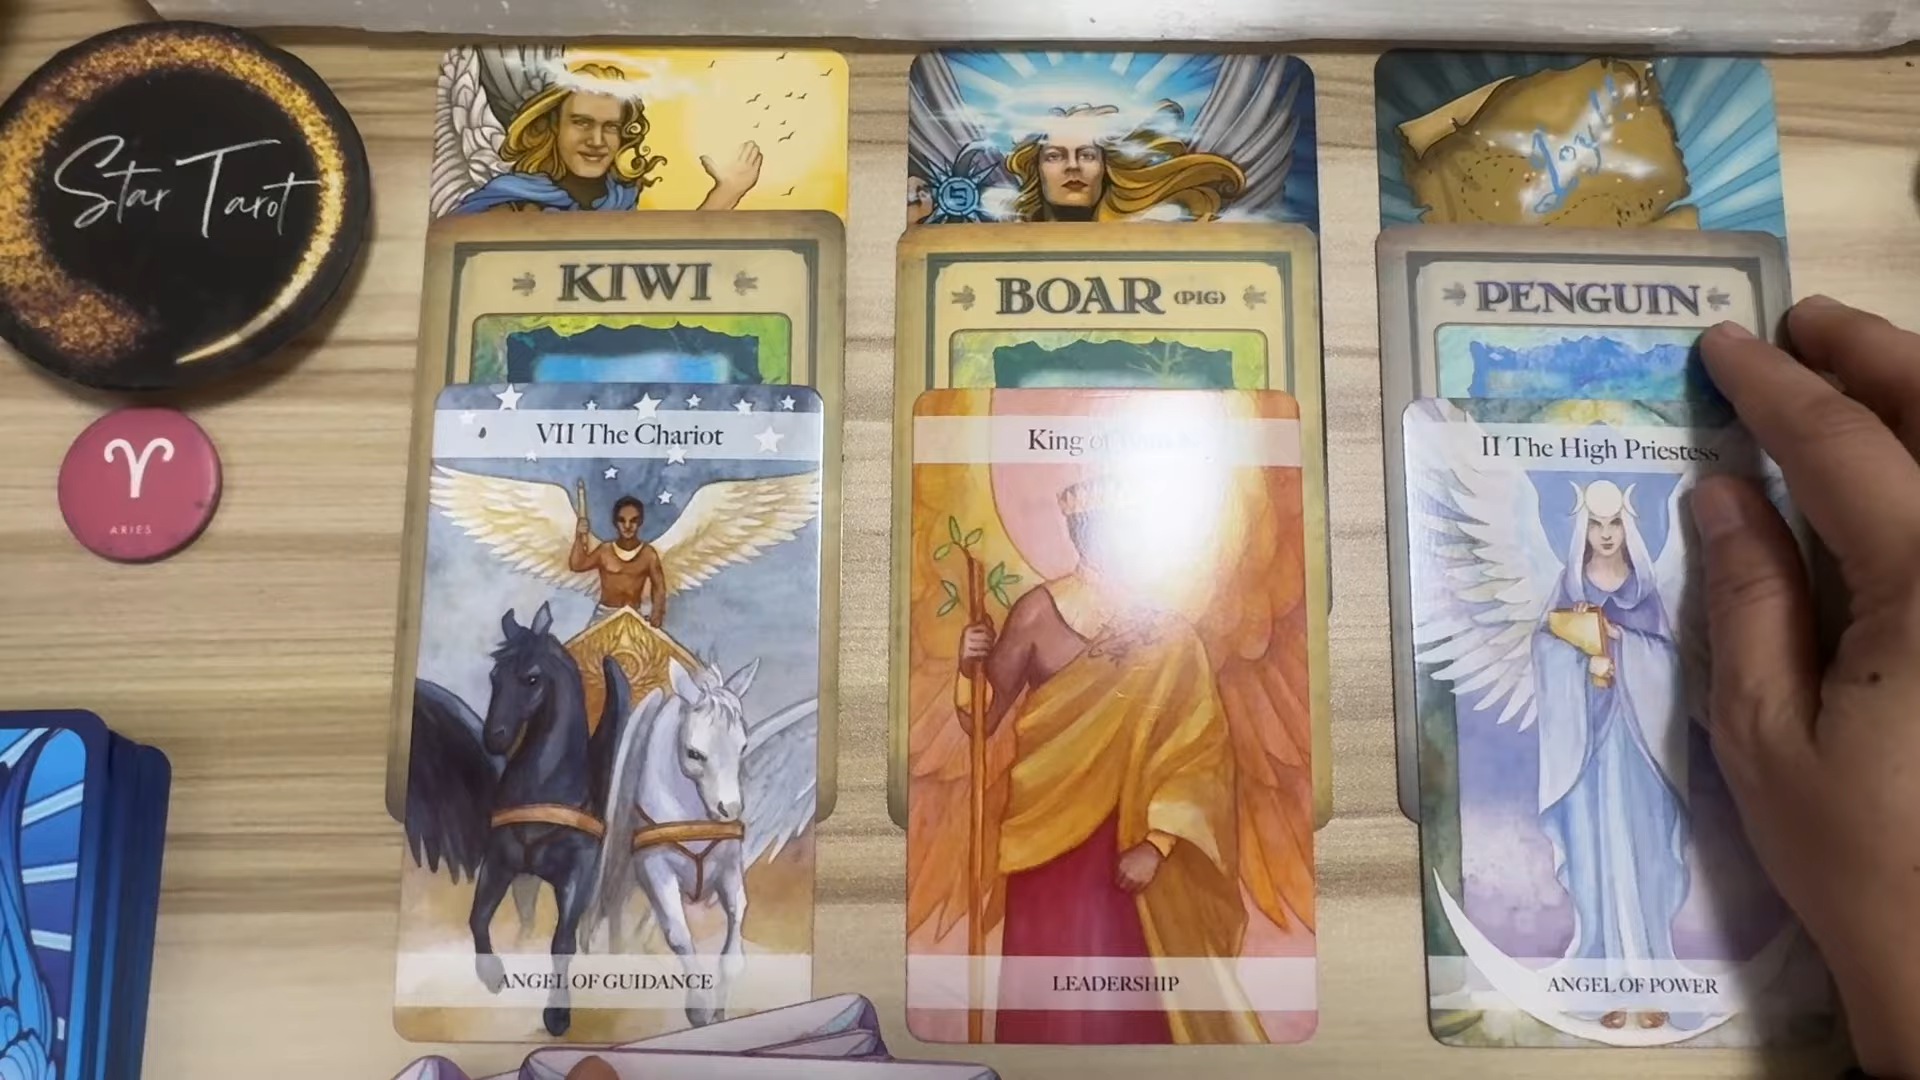 Star Tarot
ARIES
KIWI
BOAR (PIG)
PENGUIN
VII The Chariot
King of
II The High Priestess
ANGEL OF GUIDANCE
LEADERSHIP
ANGEL OF POWER